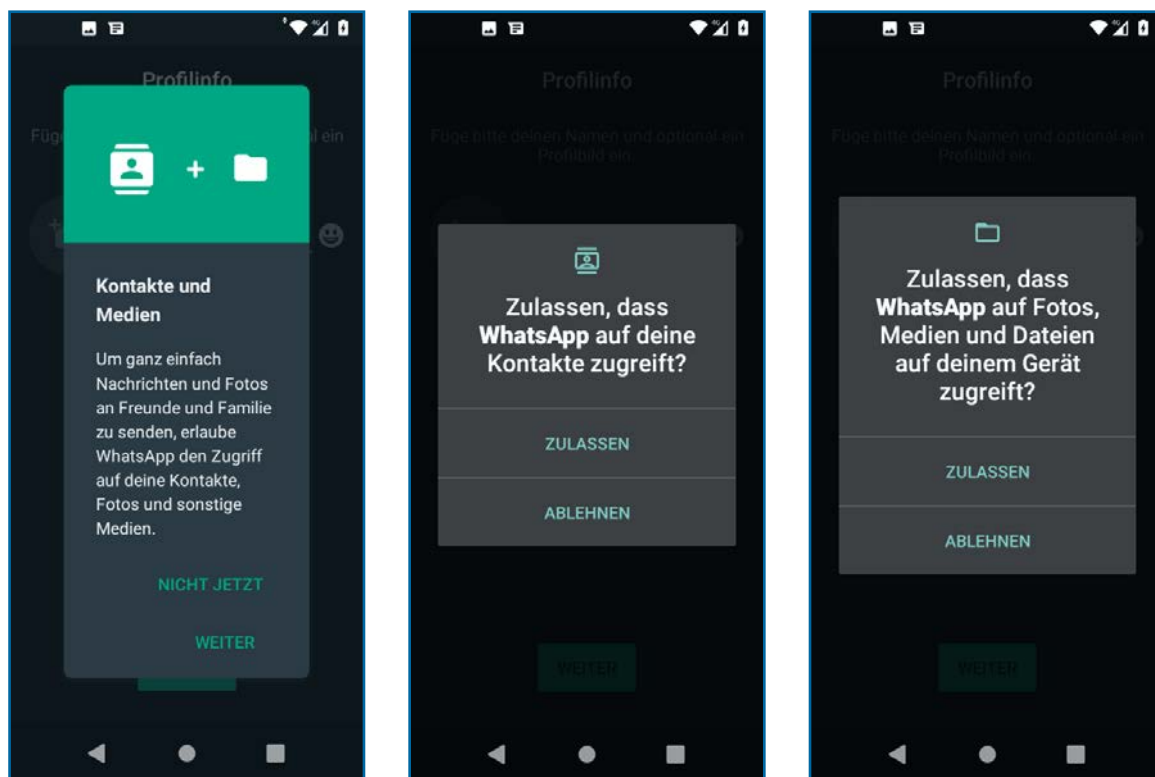 Profilinfo
Kontakte und
Medien
Um ganz einfach
Nachrichten und Fotos
an Freunde und Familie
zu senden, erlaube
WhatsApp den Zugriff
auf deine Kontakte,
Fotos und sonstige
Medien.
NICHT JETZT
WEITER
Profilinfo
Füge bitte deinen Namen und optional ein
Profilbild ein
Zulassen, dass
WhatsApp auf deine
Kontakte zugreift?
ZULASSEN
ABLEHNEN
WEITER
Profilinfo
Füge bitte deinen Namen und optional ein
Profilbild ein
Zulassen, dass
WhatsApp auf Fotos,
Medien und Dateien
auf deinem Gerät
zugreift?
ZULASSEN
ABLEHNEN
WEITER